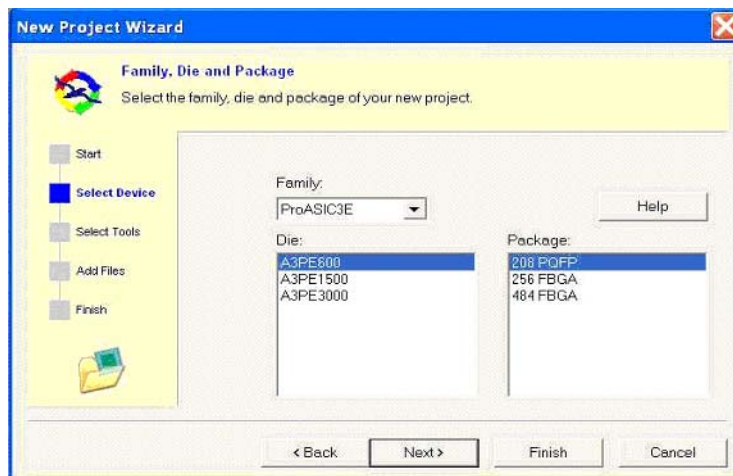 New Project Wizard
Family, Die and Package
Select the family, die and package of your new project.
Start
Select Device
Select Tools
Add Files
Finish
Family:
ProASIC3E
Help
Die:
A3PE600
A3PE1500
A3PE3000
Package:
208 PQFP
256 FBGA
484 FBGA
< Back
Next >
Finish
Cancel